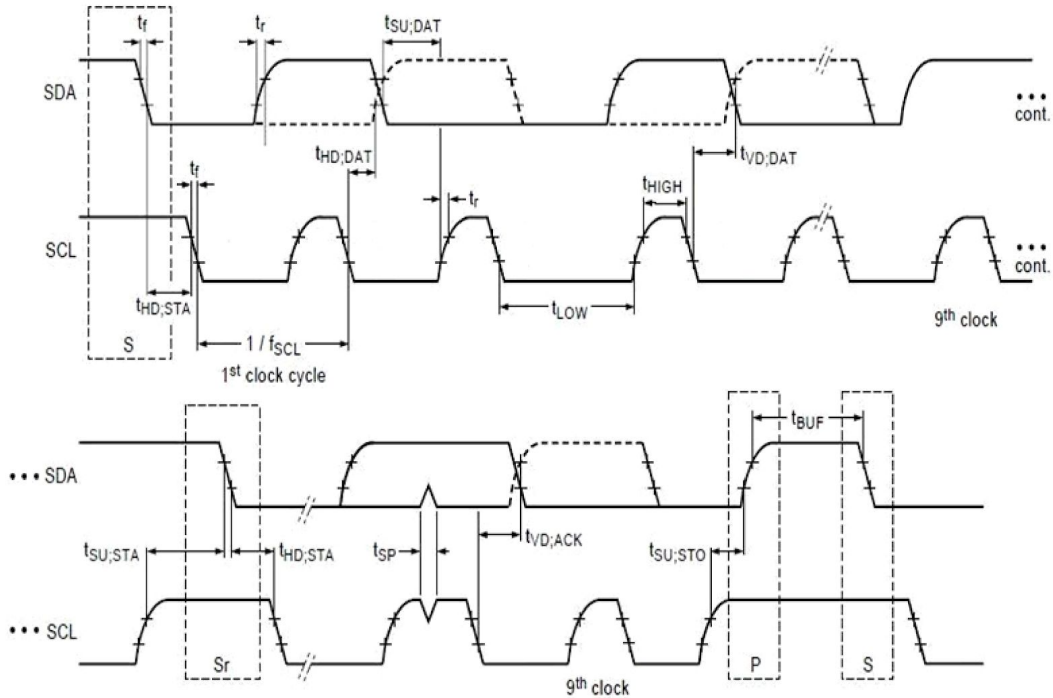 tf tr tSU;DAT
SDA
••• cont.
tHD;DAT tVD;DAT
tf tr tHIGH
SCL
••• cont.
tHD;STA tLOW
9th clock
S 1 / fSCL
1st clock cycle
tBUF
••• SDA
tSU;STA tHD;STA tSP tVD;ACK tSU;STO
••• SCL
Sr P S
9th clock